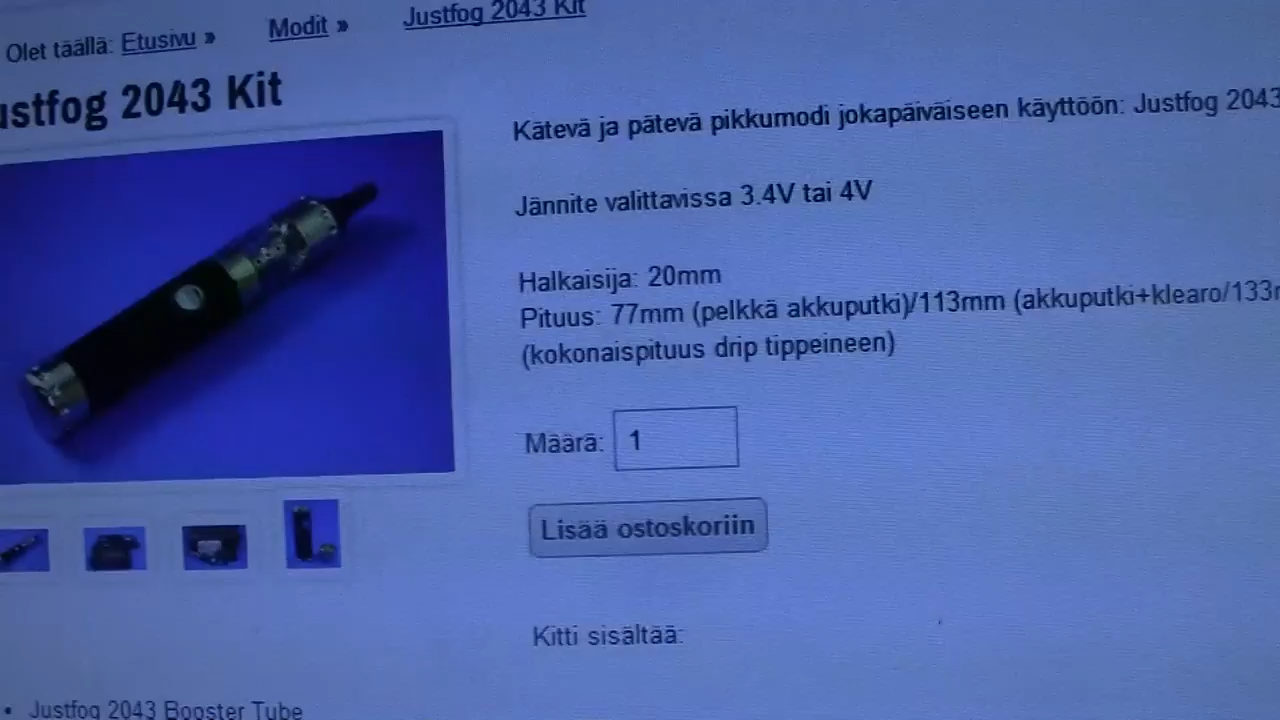 Olet täällä: Etusivu » Modit » Justfog 2043 Kit
ustfog 2043 Kit
Kätevä ja pätevä pikkumodi jokapäiväiseen käyttöön: Justfog 2043
Jännite valittavissa 3.4V tai 4V
Halkaisija: 20mm
Pituus: 77mm (pelkkä akkuputki)/113mm (akkuputki+klearo/133m
(kokonaispituus drip tippeineen)
Määrä: 1
Lisää ostoskoriin
Kitti sisältää:
• Justfog 2043 Booster Tube